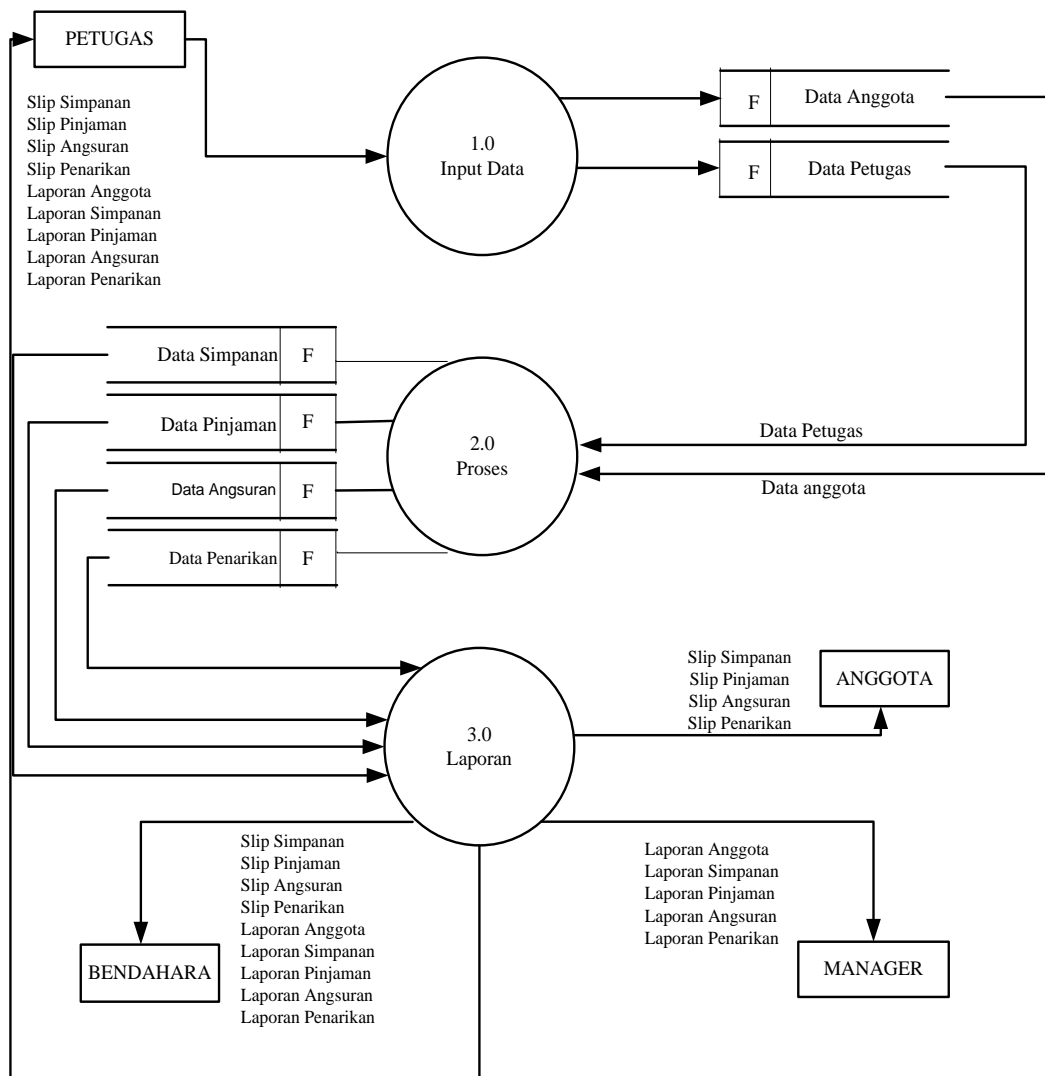 PETUGAS
Slip Simpanan
Slip Pinjaman
Slip Angsuran
Slip Penarikan
Laporan Anggota
Laporan Simpanan
Laporan Pinjaman
Laporan Angsuran
Laporan Penarikan
1.0
Input Data
F Data Anggota
F Data Petugas
Data Simpanan F
Data Pinjaman F
Data Angsuran F
Data Penarikan F
2.0
Proses
Data Petugas
Data anggota
3.0
Laporan
Slip Simpanan
Slip Pinjaman
Slip Angsuran
Slip Penarikan
ANGGOTA
Slip Simpanan
Slip Pinjaman
Slip Angsuran
Slip Penarikan
Laporan Anggota
Laporan Simpanan
Laporan Pinjaman
Laporan Angsuran
Laporan Penarikan
BENDAHARA
Laporan Anggota
Laporan Simpanan
Laporan Pinjaman
Laporan Angsuran
Laporan Penarikan
MANAGER